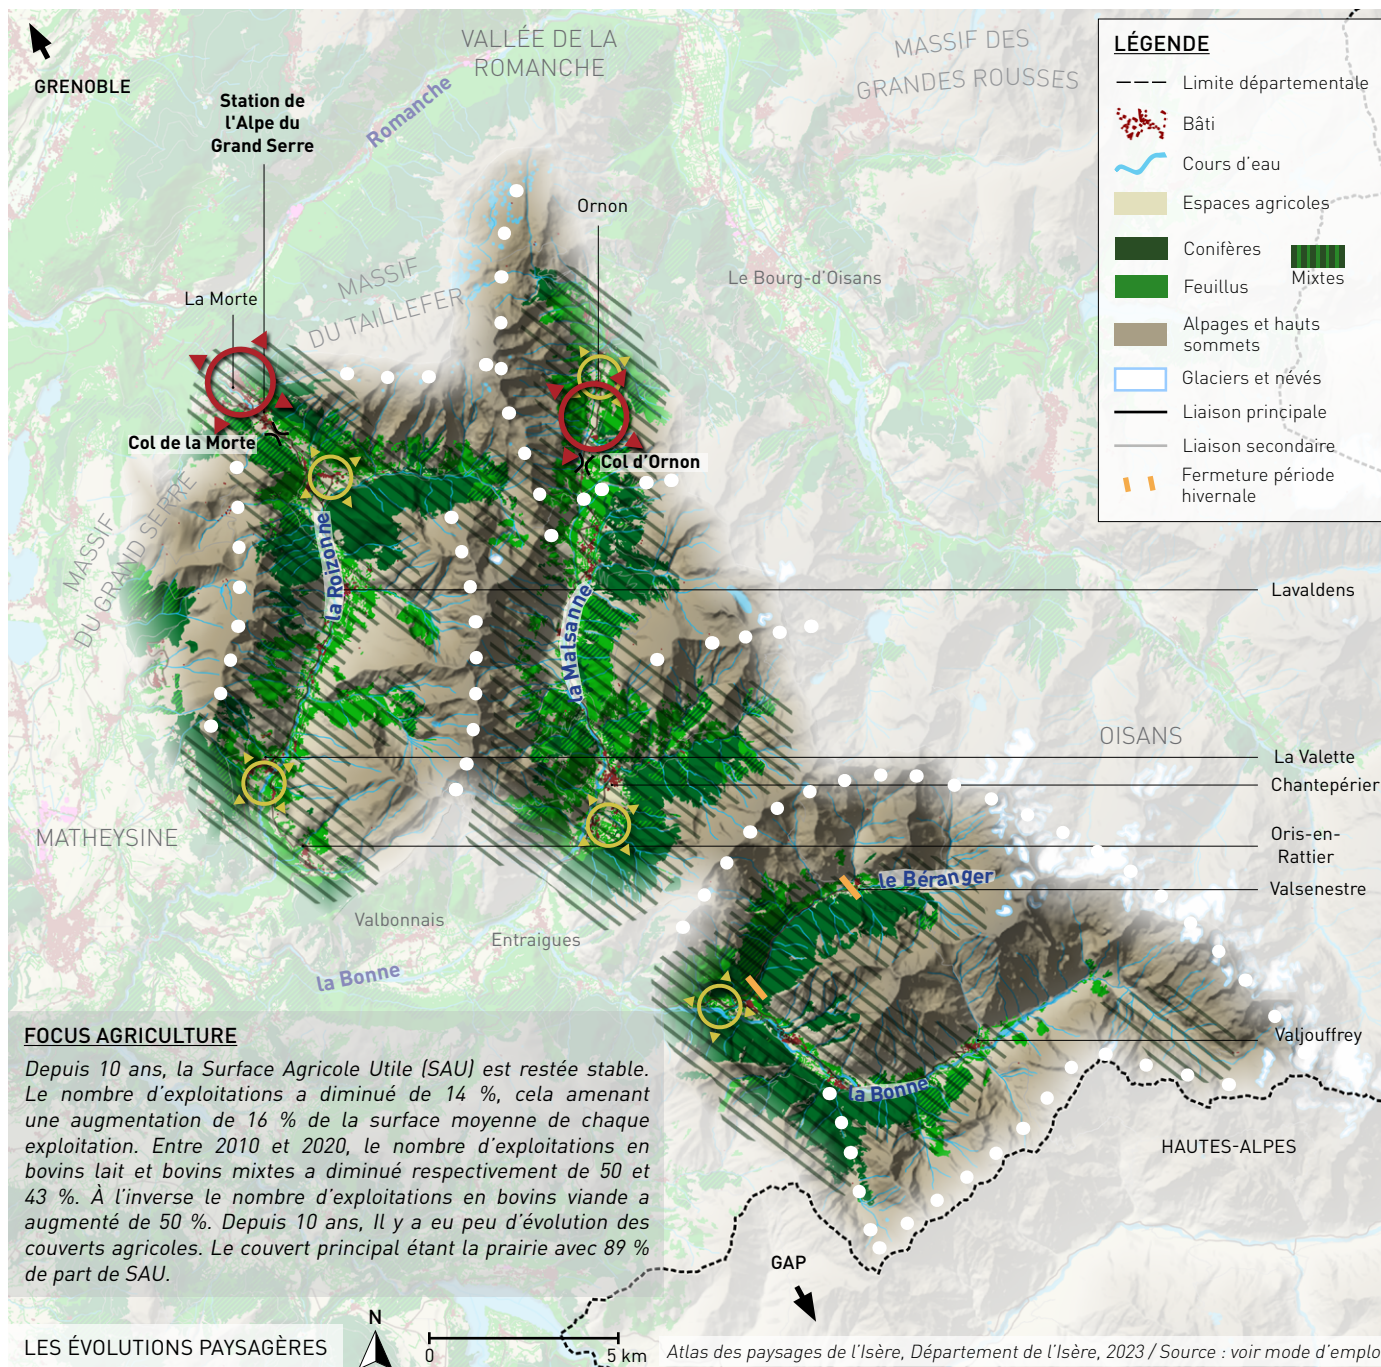 GRENOBLE
Station de
l'Alpe du
Grand Serre
VALLÉE DE LA
ROMANCHE
Romanche
MASSIF DES
GRANDES ROUSSES
LÉGENDE
Limite départementale
Bâti
Cours d'eau
Espaces agricoles
Conifères
Mixtes
Feuillus
Alpages et hauts
sommets
Glaciers et névés
Liaison principale
Liaison secondaire
Fermeture période
hivernale
Ornon
La Morte
MASSIF
DU TAILLEFER
Le Bourg-d'Oisans
Col de la Morte
Col d'Ornon
MASSIF
DU GRAND SERRE
la Roizonne
la Malsanne
Lavaldens
OISANS
La Valette
Chantepérier
MATHEYSINE
Oris-en-
Rattier
le Béranger
Valsenestre
Valbonnais
Entraigues
la Bonne
Valjouffrey
la Bonne
HAUTES-ALPES
GAP
FOCUS AGRICULTURE
Depuis 10 ans, la Surface Agricole Utile (SAU) est restée stable.
Le nombre d'exploitations a diminué de 14 %, cela amenant
une augmentation de 16 % de la surface moyenne de chaque
exploitation. Entre 2010 et 2020, le nombre d'exploitations en
bovins lait et bovins mixtes a diminué respectivement de 50 et
43 %. À l'inverse le nombre d'exploitations en bovins viande a
augmenté de 50 %. Depuis 10 ans, Il y a eu peu d'évolution des
couverts agricoles. Le couvert principal étant la prairie avec 89 %
de part de SAU.
LES ÉVOLUTIONS PAYSAGÈRES
N
0 5 km
Atlas des paysages de l'Isère, Département de l'Isère, 2023 / Source : voir mode d'emplo